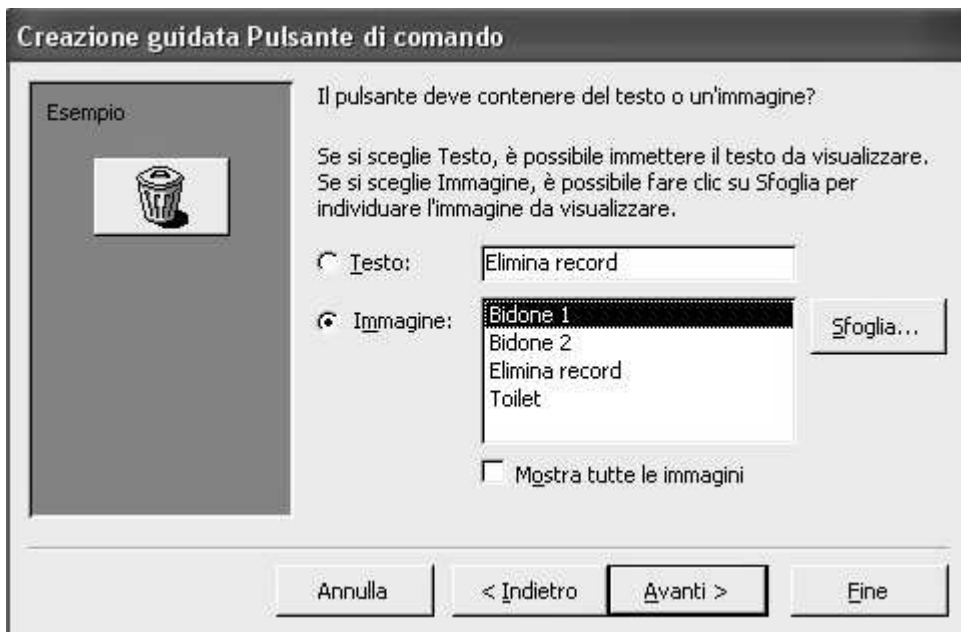 Creazione guidata Pulsante di comando
Esempio
Il pulsante deve contenere del testo o un'immagine?
Se si sceglie Testo, è possibile immettere il testo da visualizzare.
Se si sceglie Immagine, è possibile fare clic su Sfoglia per
individuare l'immagine da visualizzare.
Testo: Elimina record
Immagine: Bidone 1
Bidone 2
Elimina record
Toilet
Sfoglia...
Mostra tutte le immagini
Annulla < Indietro Avanti > Fine